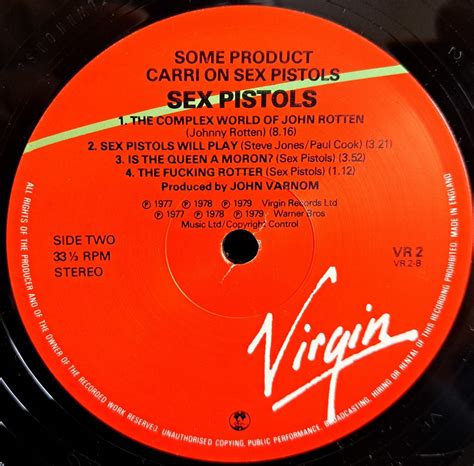 SOME PRODUCT
CARRI ON SEX PISTOLS
SEX PISTOLS
1. THE COMPLEX WORLD OF JOHN ROTTEN
(Johnny Rotten) (8.16)
2. SEX PISTOLS WILL PLAY (Steve Jones/Paul Cook) (3.21)
3. IS THE QUEEN A MORON? (Sex Pistols) (3.52)
4. THE FUCKING ROTTER (Sex Pistols) (1.12)
Produced by JOHN VARNOM
℗ 1977 ℗ 1978 ℗ 1979 Virgin Records Ltd
℗ 1977 ℗ 1978 ℗ 1979 Warner Bros
Music Ltd/Copyright Control
SIDE TWO
33⅓ RPM
STEREO
VR 2
VR 2-B
Virgin
ALL RIGHTS OF THE PRODUCER AND OF THE OWNER OF THE RECORDED WORK RESERVED. UNAUTHORISED COPYING, PUBLIC PERFORMANCE, BROADCASTING, HIRING OR RENTAL OF THIS RECORDING PROHIBITED. MADE IN ENGLAND